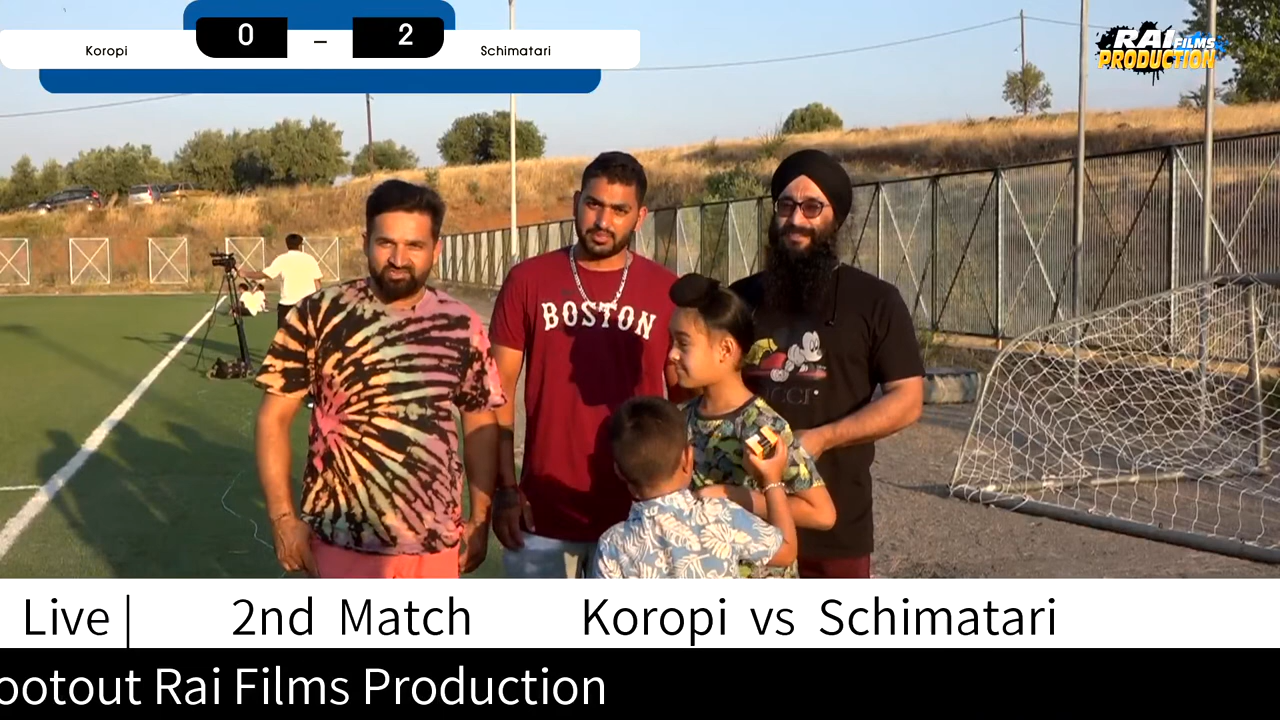 0 – 2
Koropi Schimatari
RAI FILMS
PRODUCTION
BOSTON
Live | 2nd Match Koropi vs Schimatari
ootout Rai Films Production